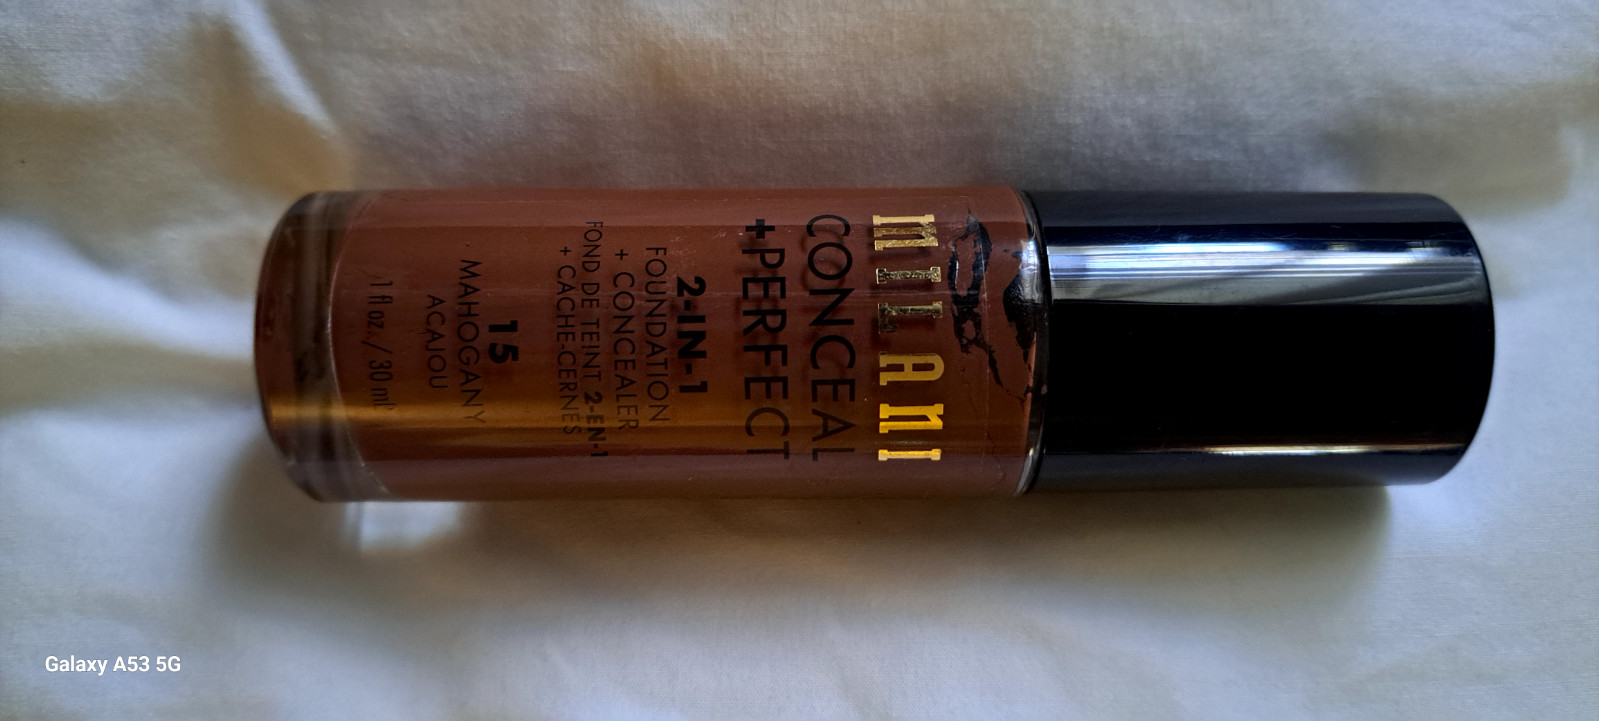 MILANI
CONCEAL
+PERFECT
2-IN-1
FOUNDATION
+ CONCEALER
FOND DE TEINT 2-EN-1
+ CACHE-CERNES
15
MAHOGANY
ACAJOU
1 fl oz. / 30 ml
Galaxy A53 5G